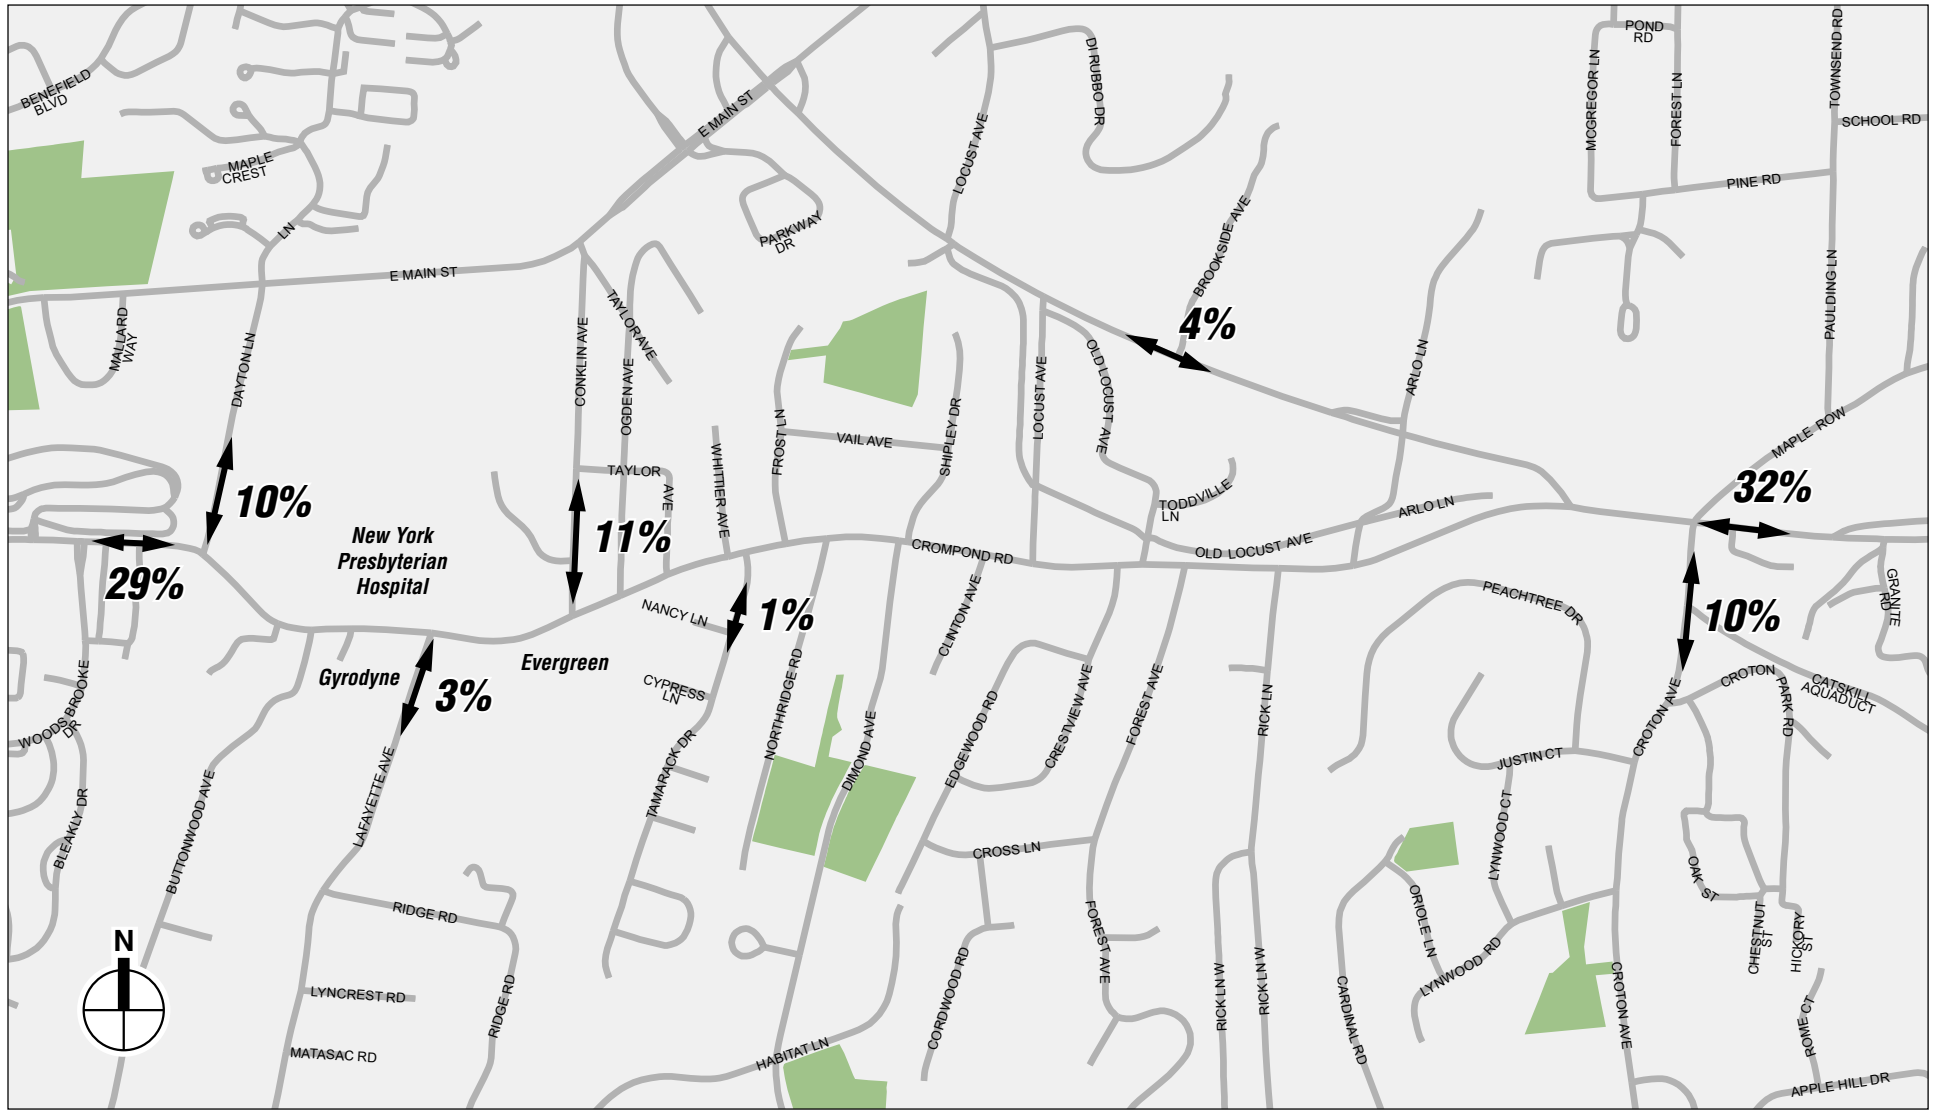 POND
RD
TOWNSEND RD
MCGREGOR LN
FOREST LN
DI RUBBO DR
BENEFIELD
BLVD
E MAIN ST
SCHOOL RD
LOCUST AVE
MAPLE
CREST
PINE RD
PARKWAY
DR
LN
BROOKSIDE AVE
E MAIN ST
PAULDING LN
MALLARD
WAY
TAYLOR AVE
4%
DAYTON LN
CONKLIN AVE
OGDEN AVE
LOCUST AVE
OLD LOCUST AVE
ARLO LN
FROST LN
VAIL AVE
SHIPLEY DR
MAPLE ROW
WHITTIER AVE
TAYLOR
AVE
32%
10%
TODDVILLE
LN
ARLO LN
New York
Presbyterian
Hospital
11%
CROMPOND RD
OLD LOCUST AVE
29%
NANCY LN
1%
CLINTON AVE
PEACHTREE DR
10%
GRANITE
RD
Gyrodyne
Evergreen
3%
CYPRESS
LN
NORTHRIDGE RD
WOODS BROOKE
DR
CROTON
PARK RD
CATSKILL
AQUADUCT
DIMOND AVE
EDGEWOOD RD
CRESTVIEW AVE
FOREST AVE
RICK LN
CROTON AVE
TAMARACK DR
JUSTIN CT
BLEAKLY DR
BUTTONWOOD AVE
LAFAYETTE AVE
LYNWOOD CT
CROSS LN
OAK ST
RIDGE RD
ORIOLE LN
FOREST AVE
CHESTNUT
ST
HICKORY
ST
N
LYNWOOD RD
LYNCREST RD
RIDGE RD
CORDWOOD RD
RICK LN W
RICK LN W
CARDINAL RD
CROTON AVE
ROME CT
MATASAC RD
HABITAT LN
APPLE HILL DR